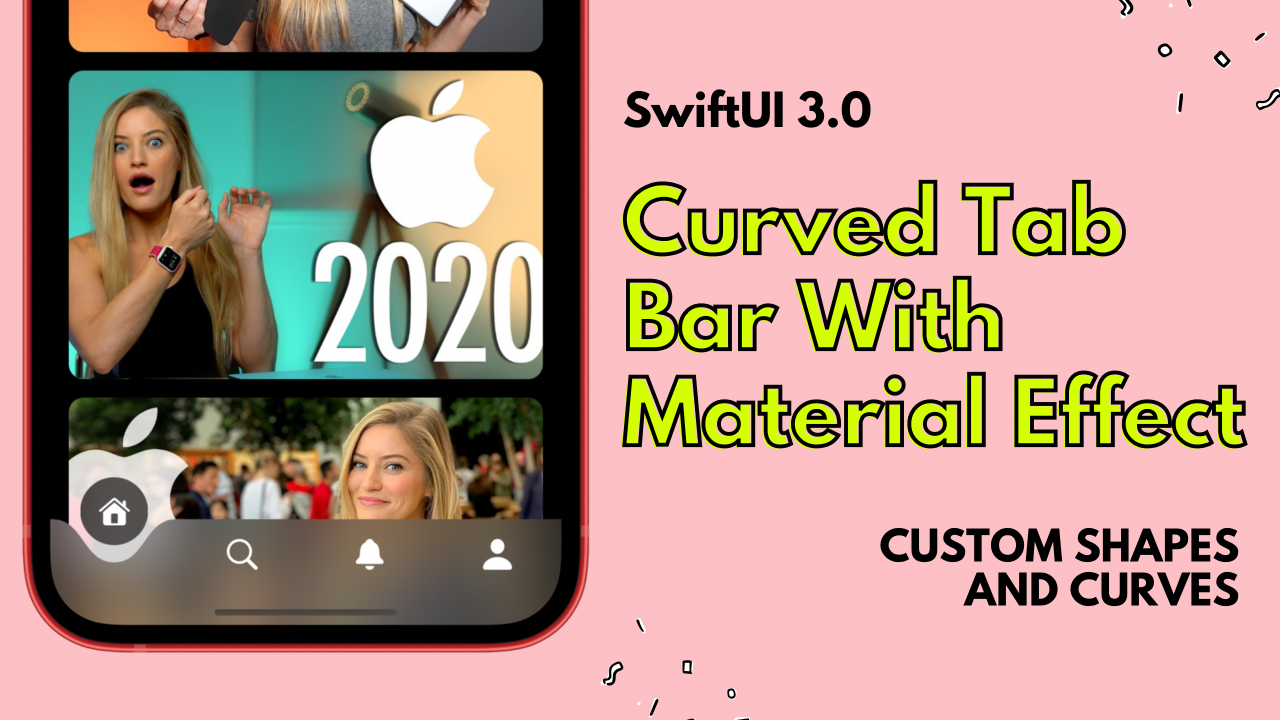 SwiftUI 3.0
Curved Tab
Bar With
Material Effect
2020
CUSTOM SHAPES
AND CURVES